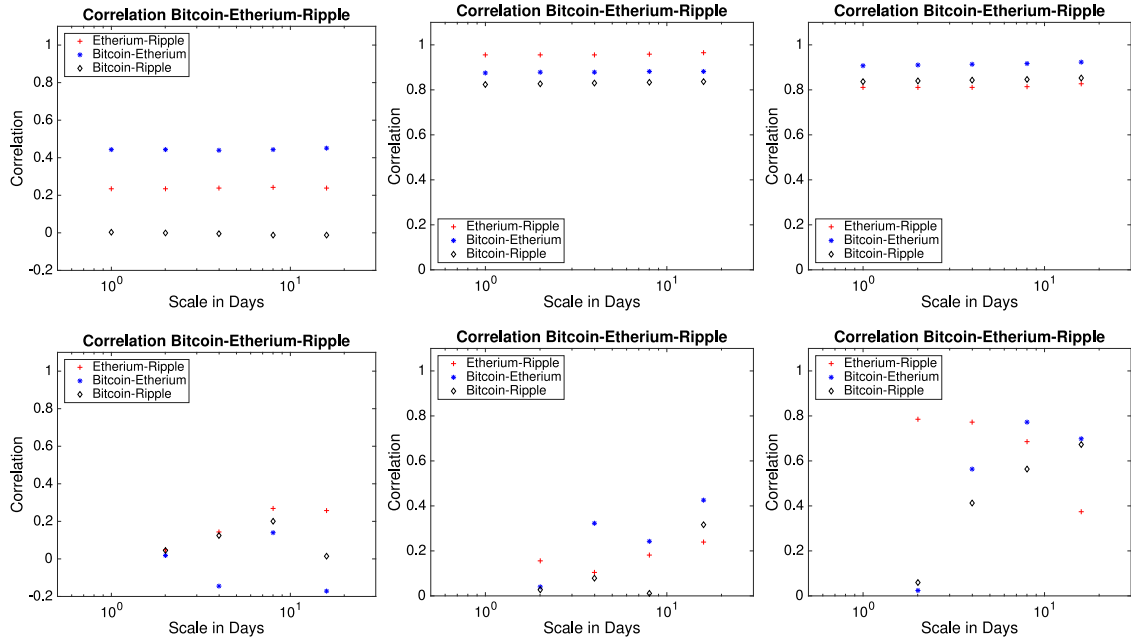 Correlation Bitcoin-Etherium-Ripple
1
0.8
0.6
0.4
0.2
0
-0.2
Correlation
Etherium-Ripple
Bitcoin-Etherium
Bitcoin-Ripple
10^0
10^1
Scale in Days
Correlation Bitcoin-Etherium-Ripple
1
0.8
0.6
0.4
0.2
0
Correlation
Etherium-Ripple
Bitcoin-Etherium
Bitcoin-Ripple
10^0
10^1
Scale in Days
Correlation Bitcoin-Etherium-Ripple
1
0.8
0.6
0.4
0.2
0
Correlation
Etherium-Ripple
Bitcoin-Etherium
Bitcoin-Ripple
10^0
10^1
Scale in Days
Correlation Bitcoin-Etherium-Ripple
1
0.8
0.6
0.4
0.2
0
-0.2
Correlation
Etherium-Ripple
Bitcoin-Etherium
Bitcoin-Ripple
10^0
10^1
Scale in Days
Correlation Bitcoin-Etherium-Ripple
1
0.8
0.6
0.4
0.2
0
Correlation
Etherium-Ripple
Bitcoin-Etherium
Bitcoin-Ripple
10^0
10^1
Scale in Days
Correlation Bitcoin-Etherium-Ripple
1
0.8
0.6
0.4
0.2
0
Correlation
Etherium-Ripple
Bitcoin-Etherium
Bitcoin-Ripple
10^0
10^1
Scale in Days